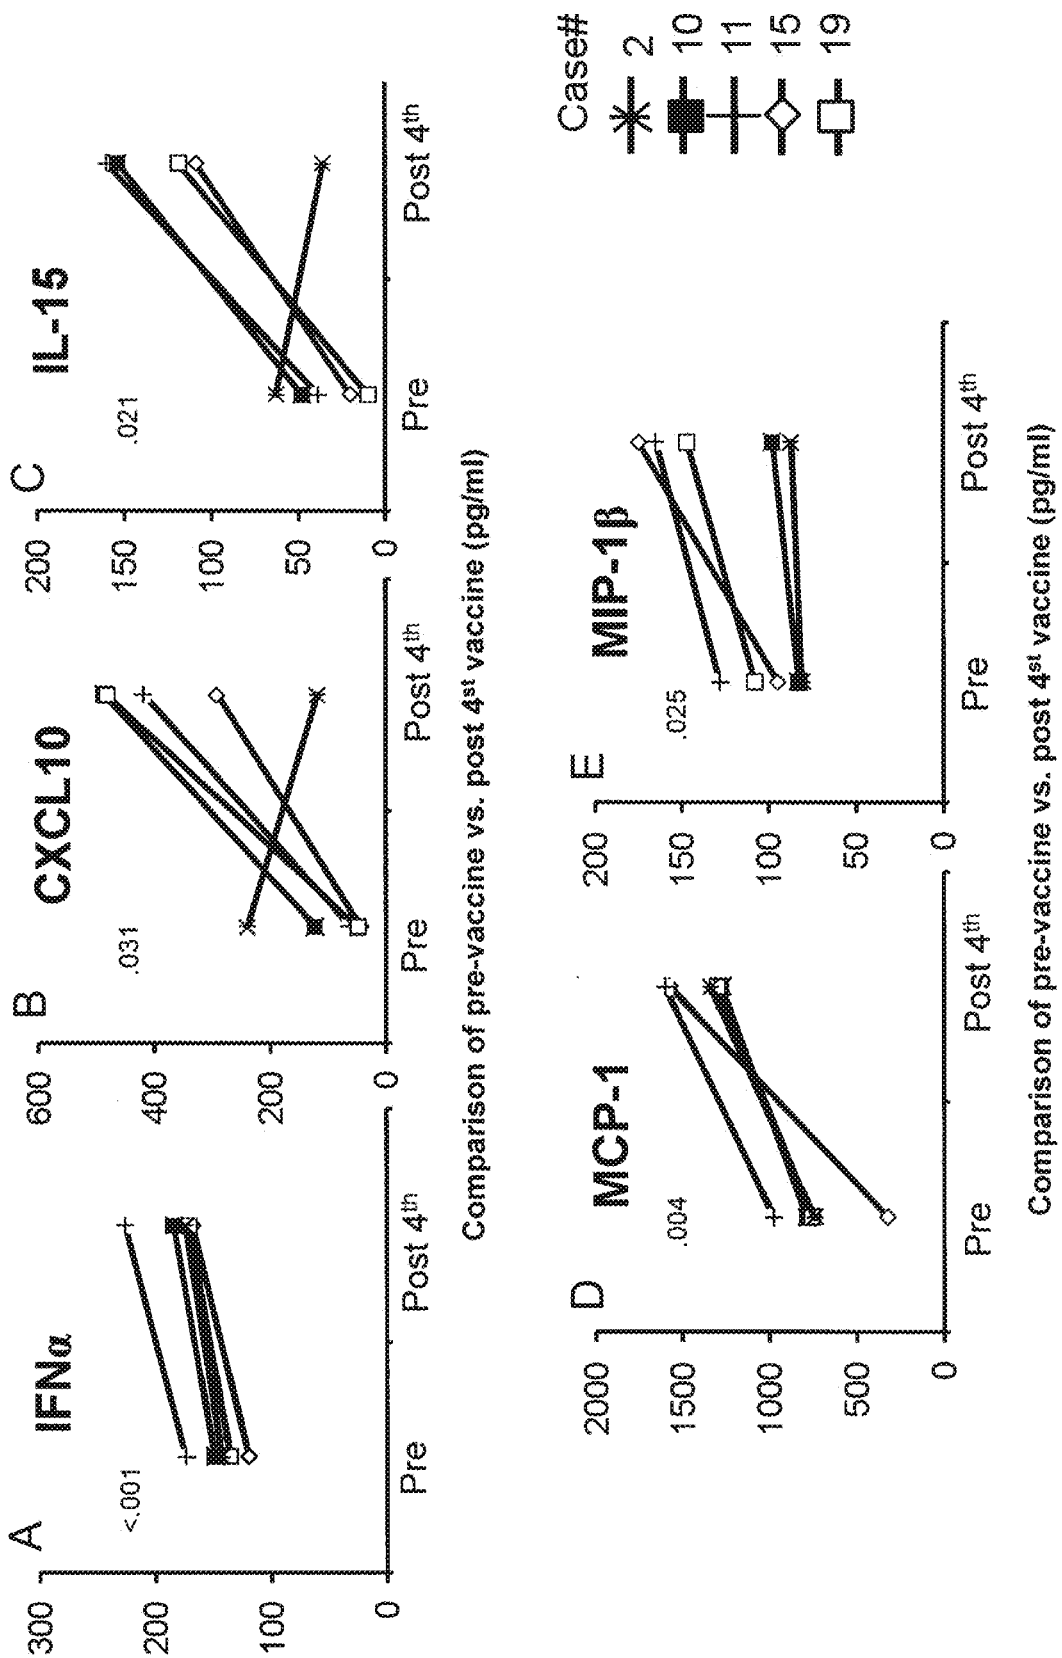 A
IFNα
<.001
300
200
100
0
Pre
Post 4th
B
CXCL10
.031
600
400
200
0
Pre
Post 4th
C
IL-15
.021
200
150
100
50
0
Pre
Post 4th
Comparison of pre-vaccine vs. post 4st vaccine (pg/ml)
D
MCP-1
.004
2000
1500
1000
500
0
Pre
Post 4th
E
MIP-1β
.025
200
150
100
50
0
Pre
Post 4th
Case#
2
10
11
15
19
Comparison of pre-vaccine vs. post 4st vaccine (pg/ml)